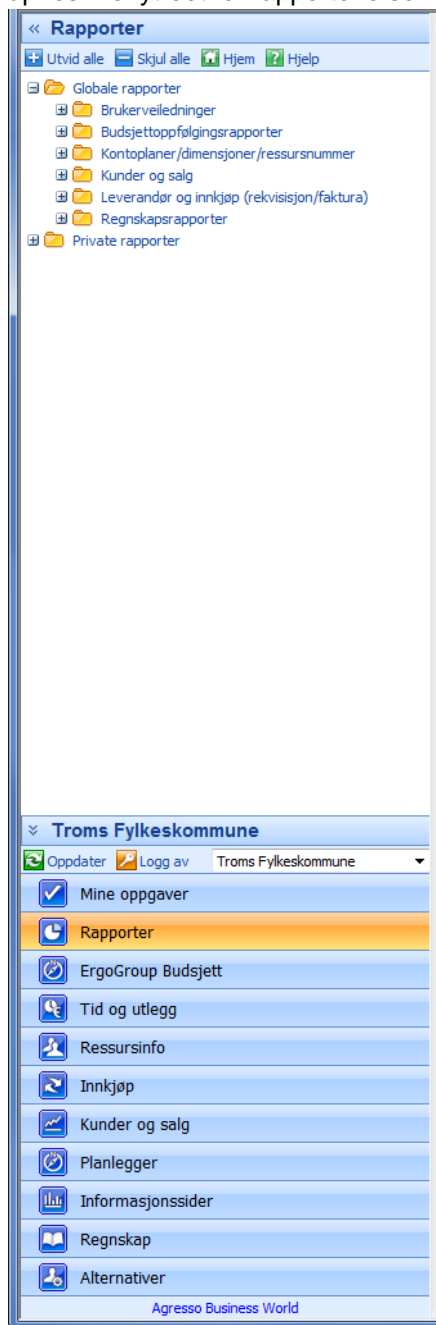 « Rapporter
Utvid alle Skjul alle Hjem Hjelp
Globale rapporter
Brukerveiledninger
Budsjettoppfølgingsrapporter
Kontoplaner/dimensjoner/ressursnummer
Kunder og salg
Leverandør og innkjøp (rekvisisjon/faktura)
Regnskapsrapporter
Private rapporter
Troms Fylkeskommune
Oppdater Logg av Troms Fylkeskommune
Mine oppgaver
Rapporter
ErgoGroup Budsjett
Tid og utlegg
Ressursinfo
Innkjøp
Kunder og salg
Planlegger
Informasjonssider
Regnskap
Alternativer
Agresso Business World